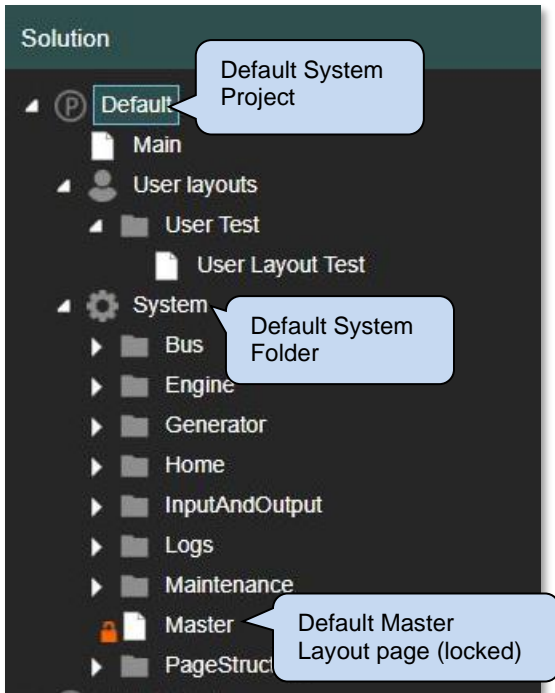 Solution
Default System
Project
Default
Main
User layouts
User Test
User Layout Test
System
Default System
Folder
Bus
Engine
Generator
Home
InputAndOutput
Logs
Maintenance
Master
Default Master
Layout page (locked)
PageStruct